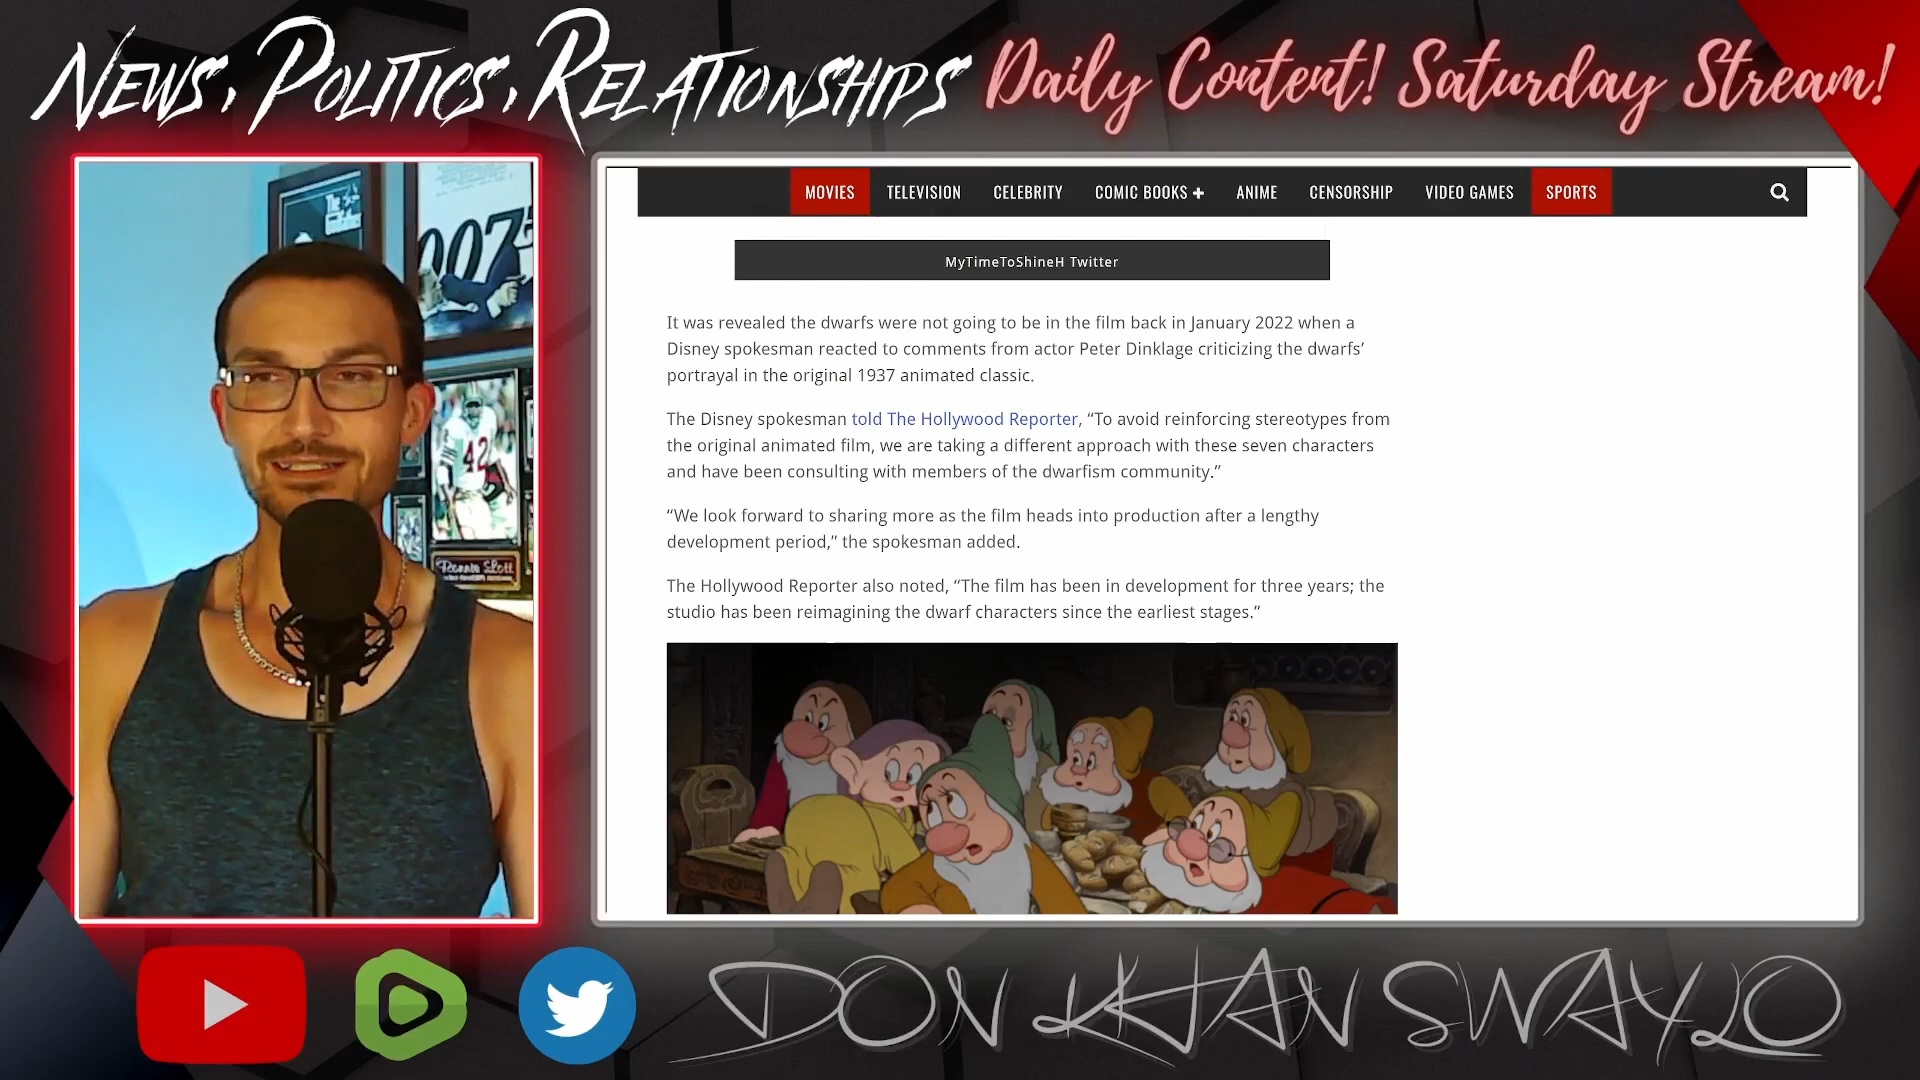 NEWS, POLITICS, RELATIONSHIPS
Daily Content! Saturday Stream!
MOVIES TELEVISION CELEBRITY COMIC BOOKS + ANIME CENSORSHIP VIDEO GAMES SPORTS
MyTimeToShineH Twitter
It was revealed the dwarfs were not going to be in the film back in January 2022 when a
Disney spokesman reacted to comments from actor Peter Dinklage criticizing the dwarfs’
portrayal in the original 1937 animated classic.
The Disney spokesman told The Hollywood Reporter, “To avoid reinforcing stereotypes from
the original animated film, we are taking a different approach with these seven characters
and have been consulting with members of the dwarfism community.”
“We look forward to sharing more as the film heads into production after a lengthy
development period,” the spokesman added.
The Hollywood Reporter also noted, “The film has been in development for three years; the
studio has been reimagining the dwarf characters since the earliest stages.”
007
42
Ronnie Lott
DON KHAN SWAYLO